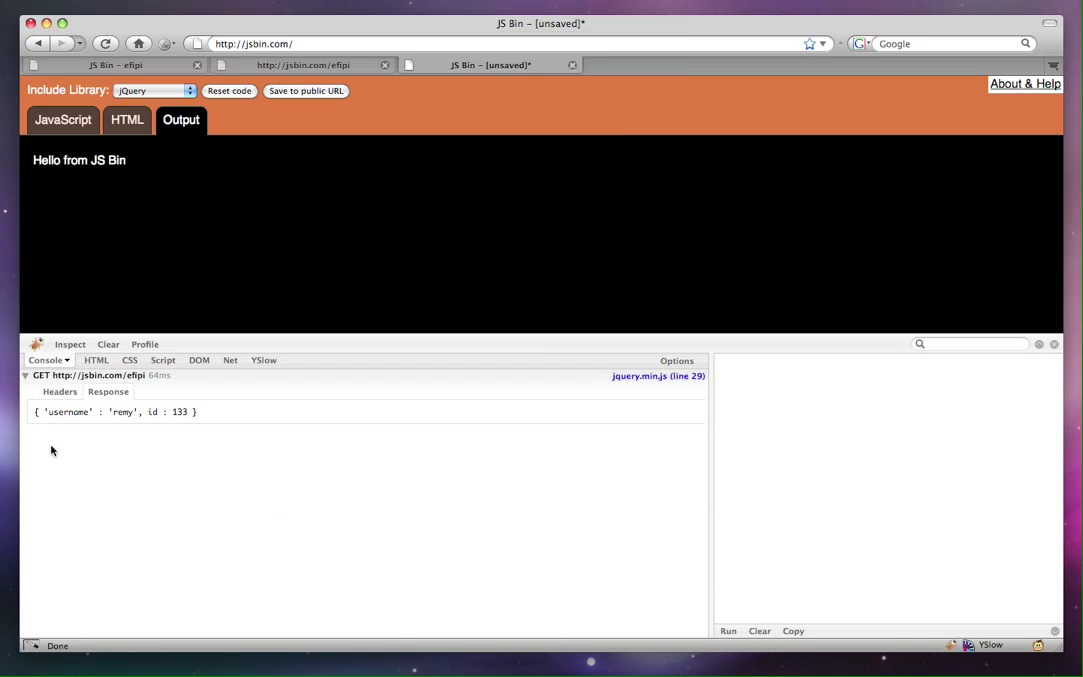 JS Bin – [unsaved]*
http://jsbin.com/
Google
JS Bin – efipi
http://jsbin.com/efipi
JS Bin – [unsaved]*
Include Library: jQuery Reset code Save to public URL
About & Help
JavaScript HTML Output
Hello from JS Bin
Inspect Clear Profile
Console HTML CSS Script DOM Net YSlow Options
GET http://jsbin.com/efipi 64ms jquery.min.js (line 29)
Headers Response
{ 'username' : 'remy', id : 133 }
Run Clear Copy
Done YSlow